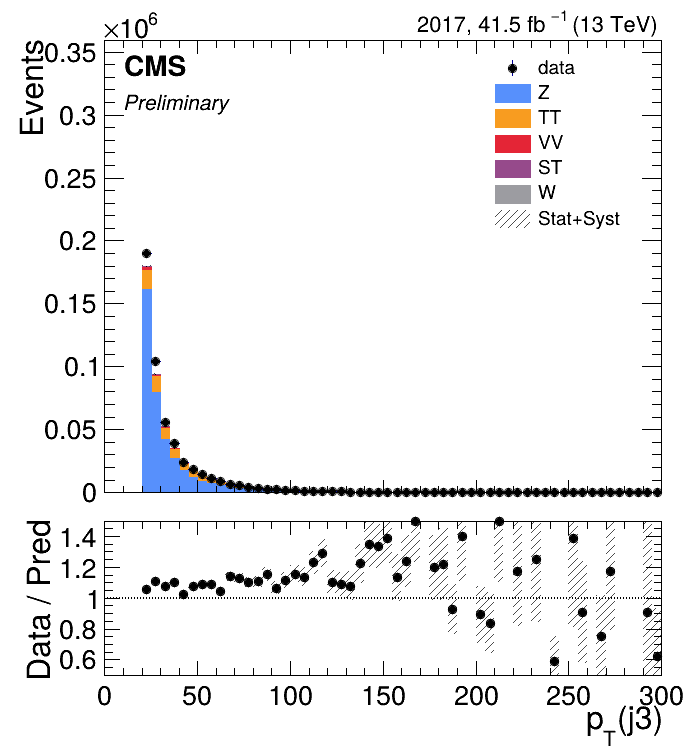 ×10⁶
2017, 41.5 fb⁻¹ (13 TeV)
Events
0.35
0.3
0.25
0.2
0.15
0.1
0.05
0
CMS
Preliminary
data
Z
TT
VV
ST
W
Stat+Syst
Data / Pred
1.4
1.2
1
0.8
0.6
0 50 100 150 200 250 300
p_T(j3)